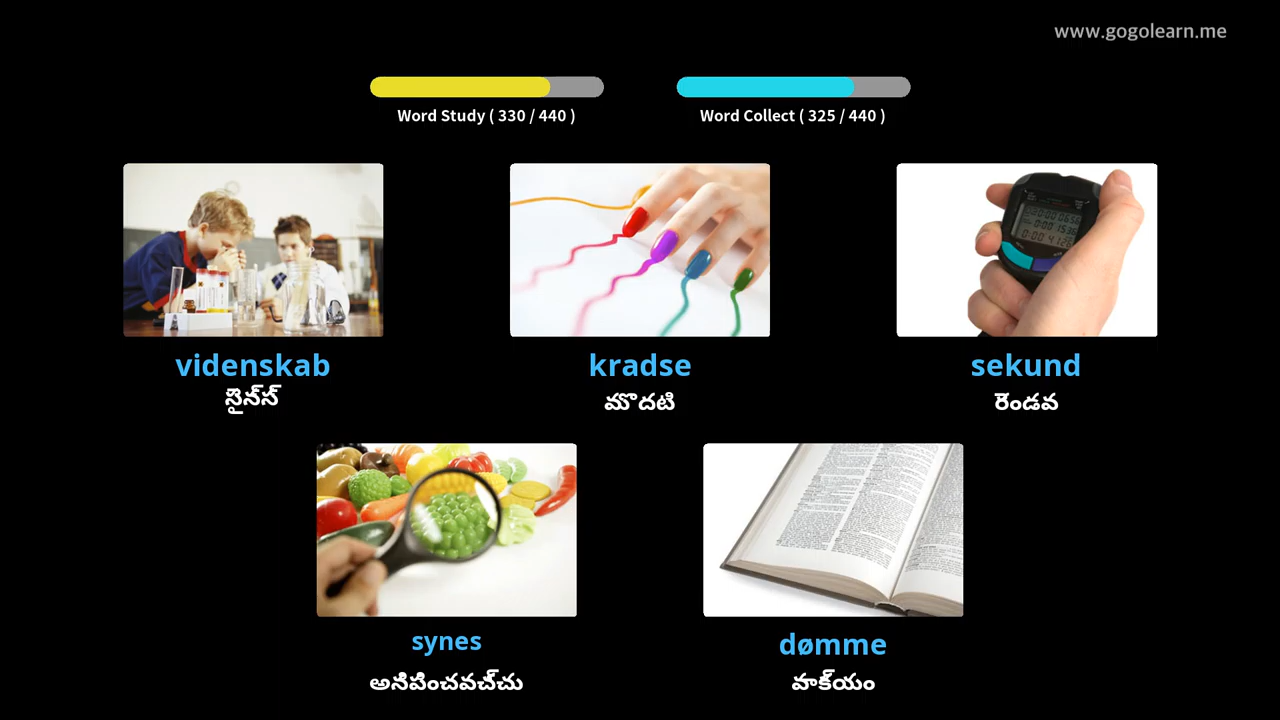 www.gogolearn.me
Word Study ( 330 / 440 )
Word Collect ( 325 / 440 )
videnskab
సైన్స్
kradse
మొదటి
sekund
రెండవ
synes
అనిపించవచ్చు
dømme
వాక్యం